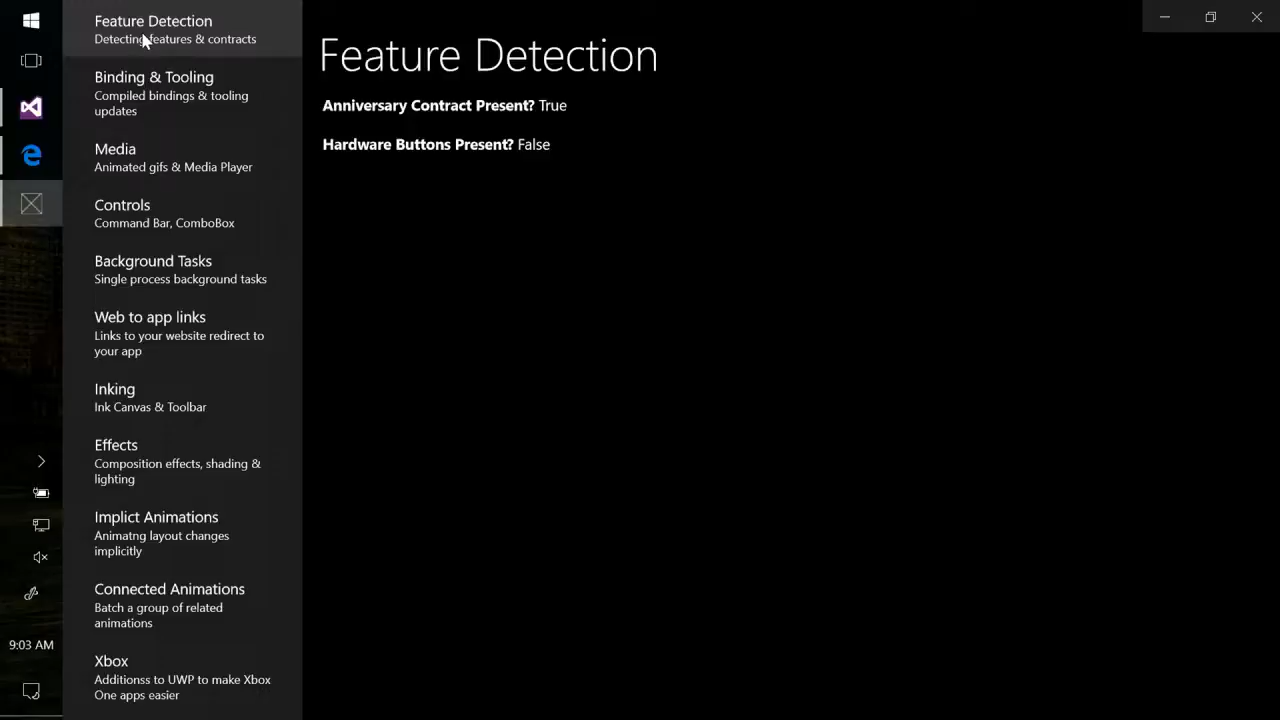 Feature Detection
Detecting features & contracts
Binding & Tooling
Compiled bindings & tooling
updates
Media
Animated gifs & Media Player
Controls
Command Bar, ComboBox
Background Tasks
Single process background tasks
Web to app links
Links to your website redirect to
your app
Inking
Ink Canvas & Toolbar
Effects
Composition effects, shading &
lighting
Implict Animations
Animatng layout changes
implicitly
Connected Animations
Batch a group of related
animations
Xbox
Additionss to UWP to make Xbox
One apps easier
9:03 AM
Feature Detection
Anniversary Contract Present? True
Hardware Buttons Present? False